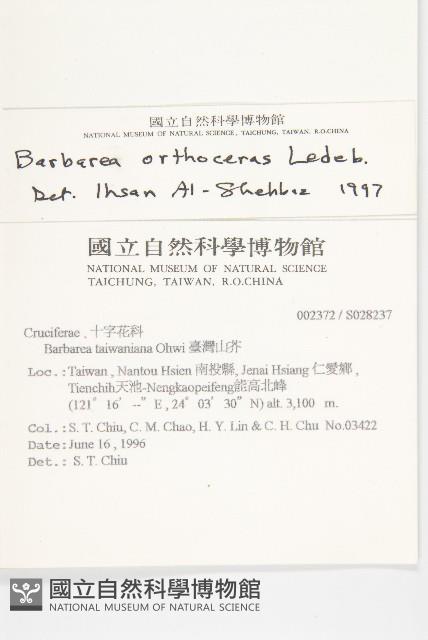 國立自然科學博物館
NATIONAL MUSEUM OF NATURAL SCIENCE, TAICHUNG, TAIWAN, R.O.CHINA
Barbarea orthoceras Ledeb.
Det. Ihsan Al-Shehbaz 1997
國立自然科學博物館
NATIONAL MUSEUM OF NATURAL SCIENCE
TAICHUNG, TAIWAN, R.O.CHINA
002372 / S028237
Cruciferae , 十字花科
Barbarea taiwaniana Ohwi 臺灣山芥
Loc.: Taiwan , Nantou Hsien 南投縣, Jenai Hsiang 仁愛鄉 ,
Tienchih天池-Nengkaopeifeng能高北峰
(121° 16' --" E , 24° 03' 30" N) alt. 3,100 m.
Col.: S. T. Chiu, C. M. Chao, H. Y. Lin & C. H. Chu No.03422
Date: June 16 , 1996
Det.: S. T. Chiu
國立自然科學博物館
NATIONAL MUSEUM OF NATURAL SCIENCE